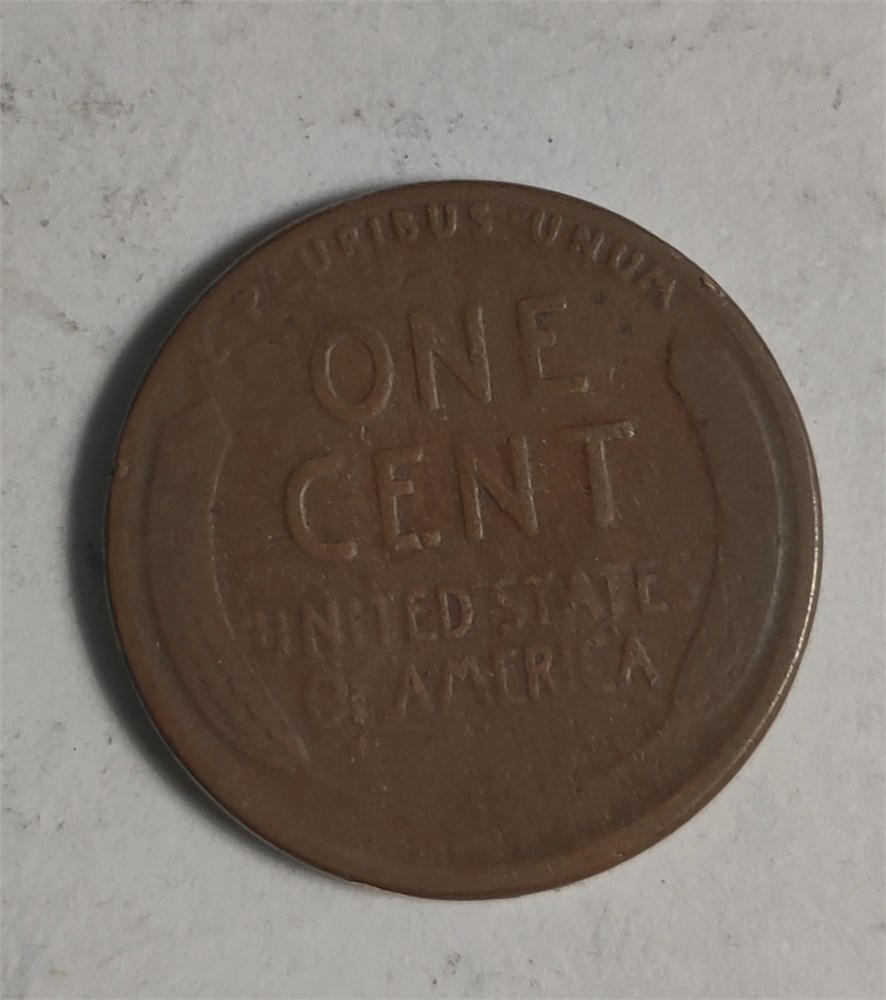 PLURIBUS UNUM
ONE
CENT
UNITED STATES
OF AMERICA